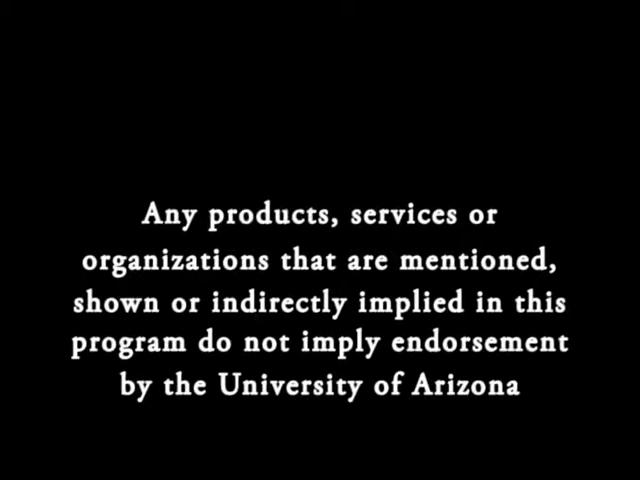 Any products, services or
organizations that are mentioned,
shown or indirectly implied in this
program do not imply endorsement
by the University of Arizona